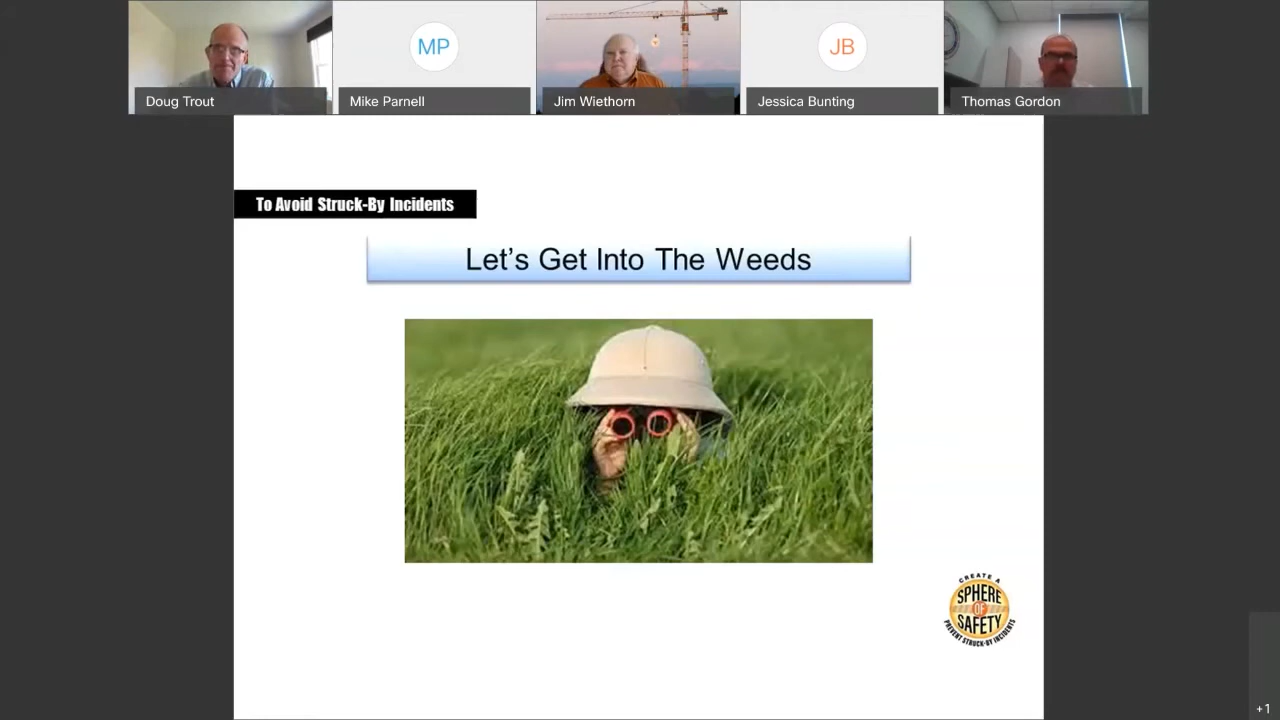 MP
JB
Doug Trout
Mike Parnell
Jim Wiethorn
Jessica Bunting
Thomas Gordon
To Avoid Struck-By Incidents
Let's Get Into The Weeds
CREATE A
SPHERE
OF
SAFETY
PREVENT STRUCK-BY INCIDENTS
+1